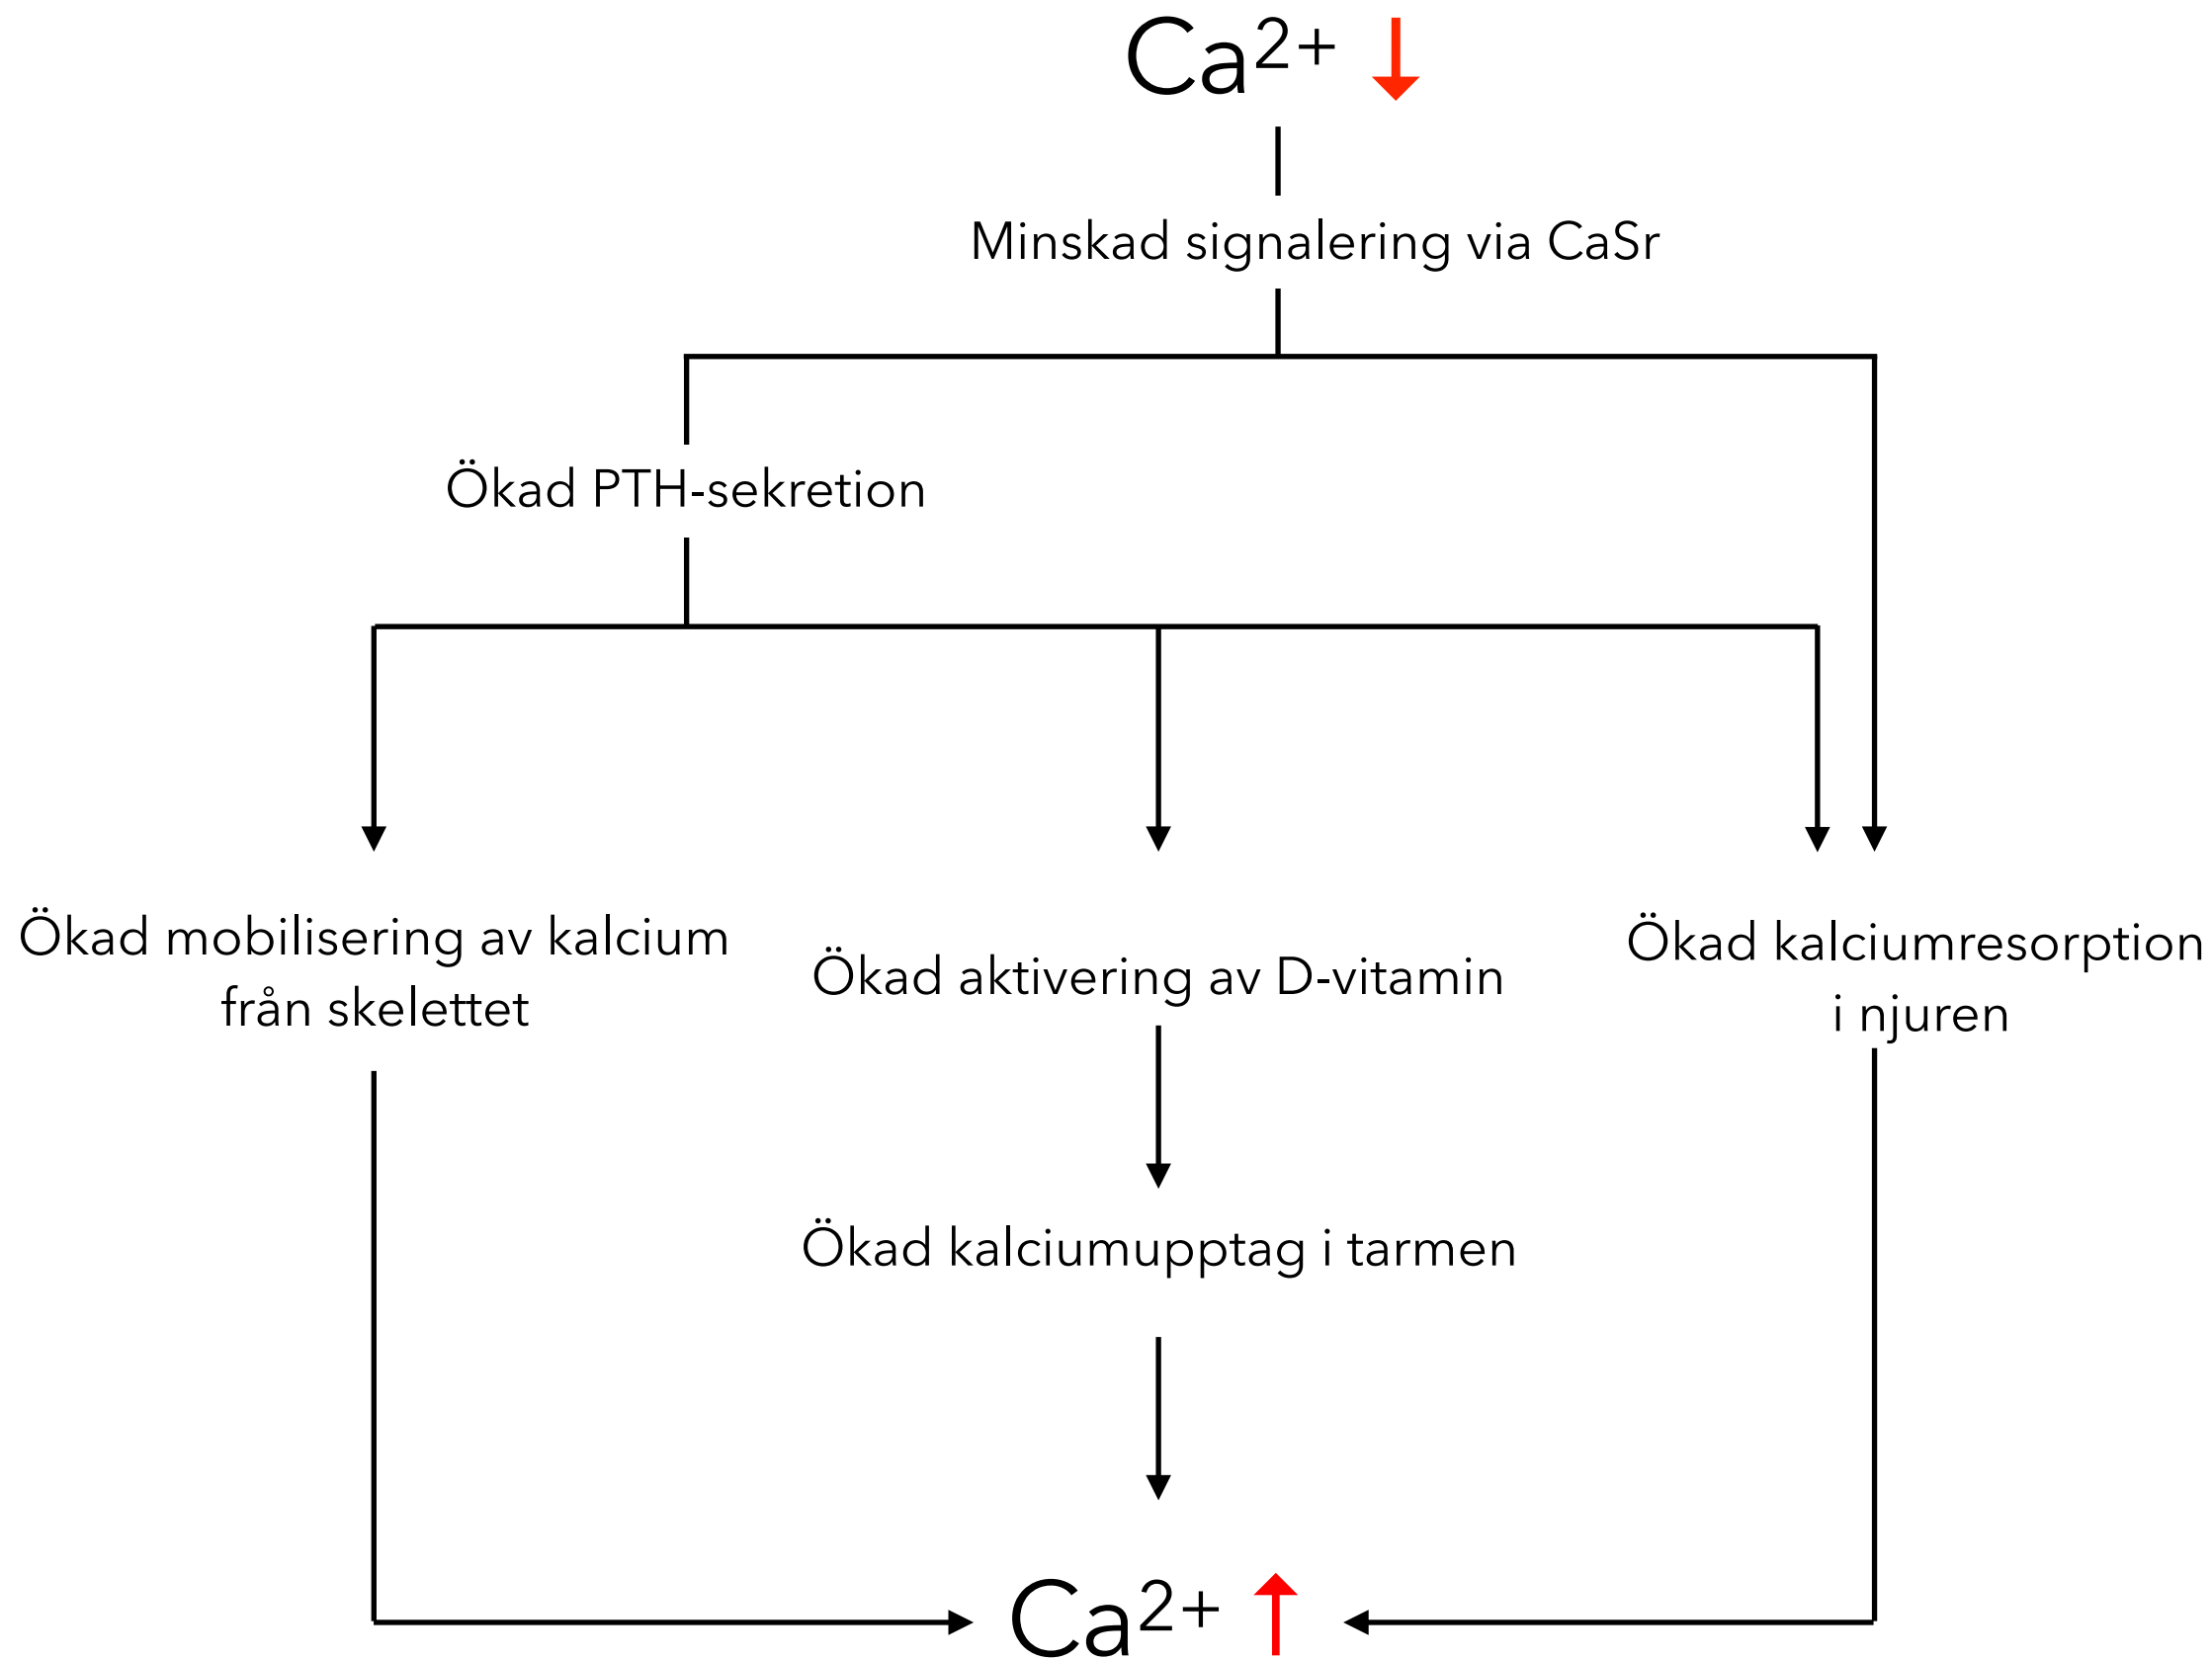 Ca²⁺ ↓
Minskad signalering via CaSr
Ökad PTH-sekretion
Ökad mobilisering av kalcium
från skelettet
Ökad aktivering av D-vitamin
Ökad kalciumresorption
i njuren
Ökad kalciumupptag i tarmen
Ca²⁺ ↑